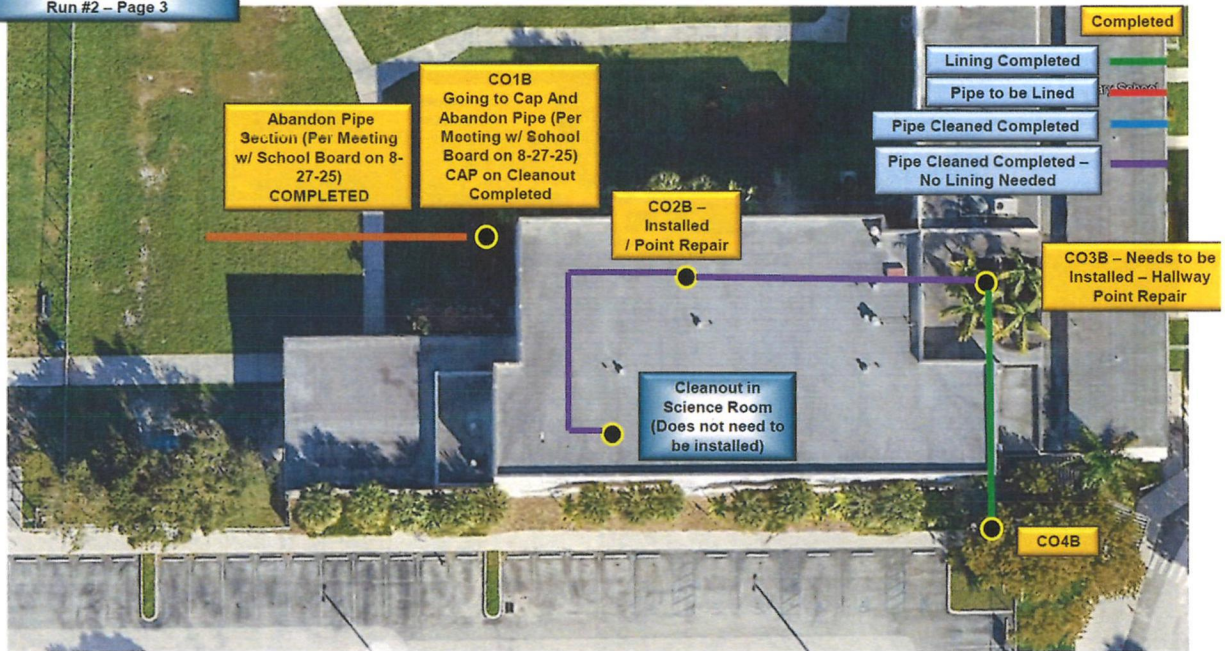 Run #2 – Page 3
Completed
Lining Completed
Pipe to be Lined
ary School
Pipe Cleaned Completed
Pipe Cleaned Completed –
No Lining Needed
Abandon Pipe
Section (Per Meeting
w/ School Board on 8-
27-25)
COMPLETED
CO1B
Going to Cap And
Abandon Pipe (Per
Meeting w/ School
Board on 8-27-25)
CAP on Cleanout
Completed
CO2B –
Installed
/ Point Repair
CO3B – Needs to be
Installed – Hallway
Point Repair
Cleanout in
Science Room
(Does not need to
be installed)
CO4B